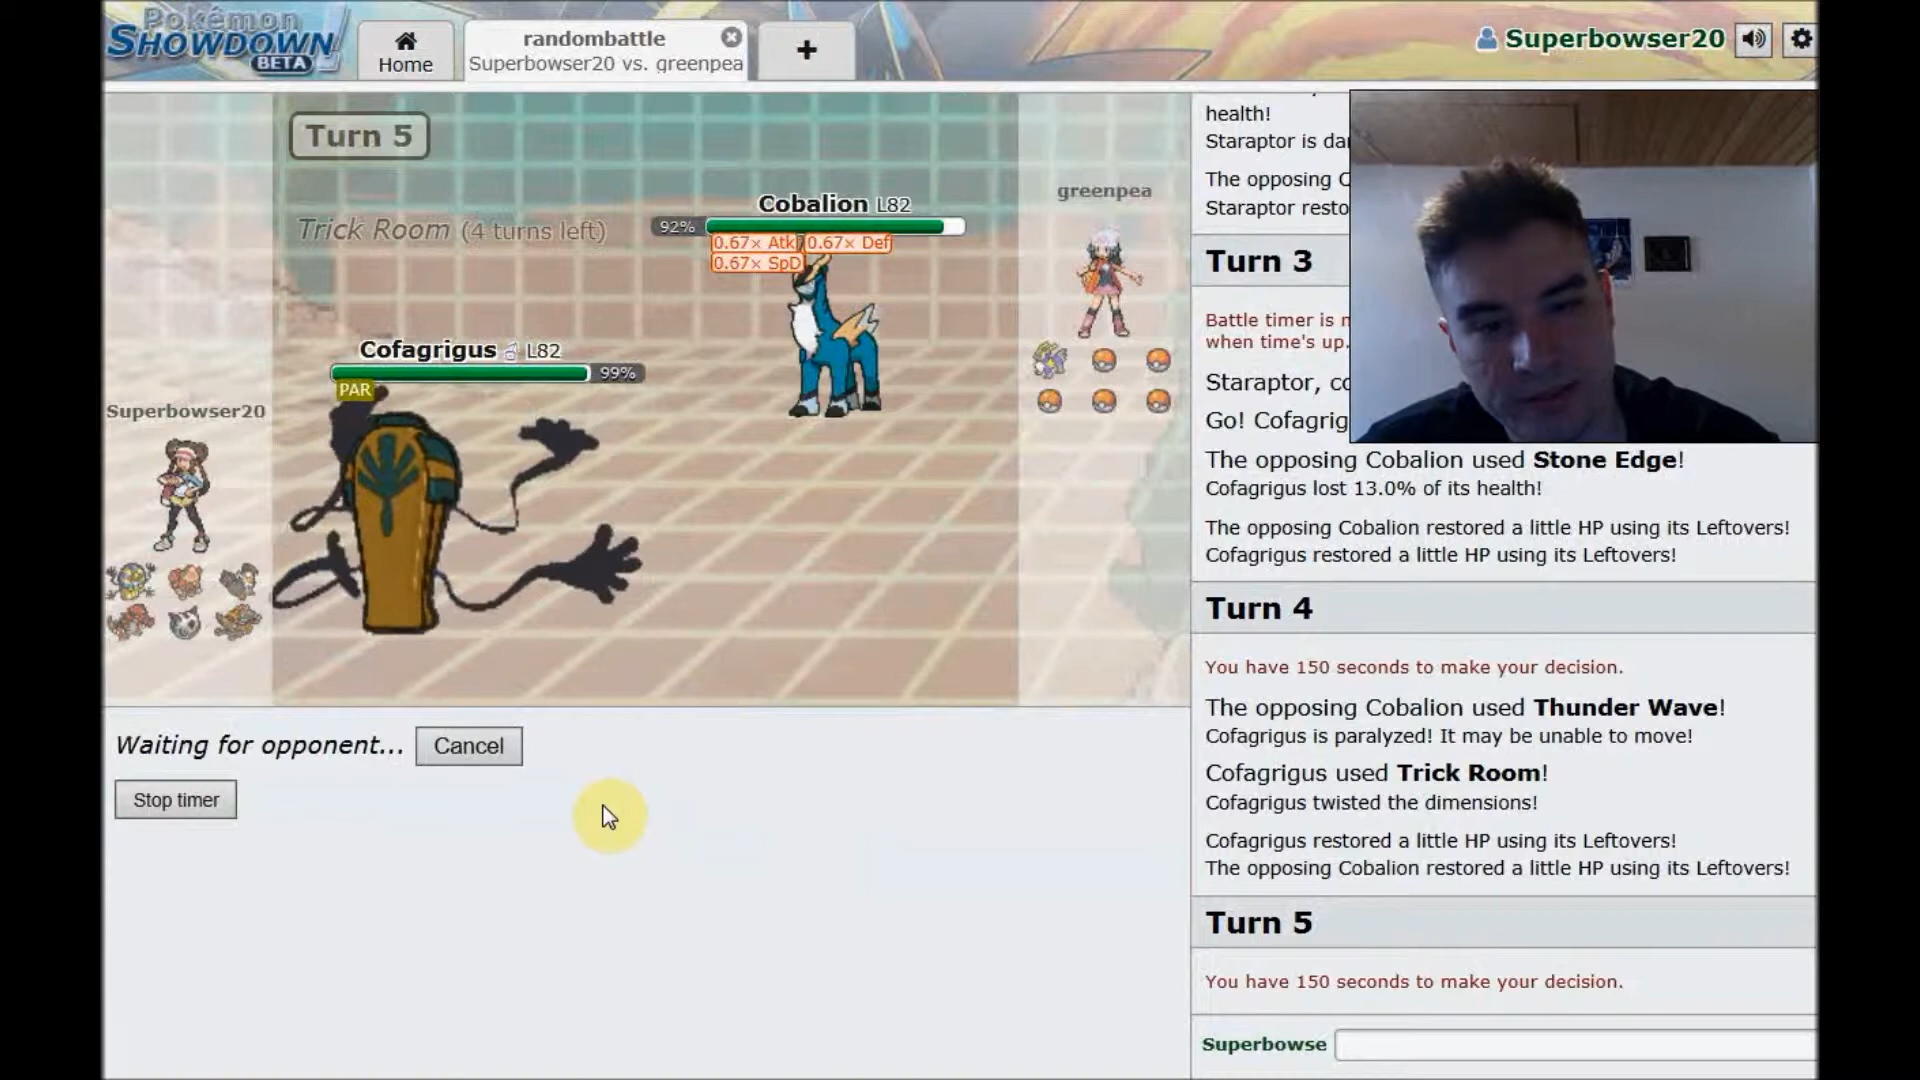 Pokémon
SHOWDOWN
BETA
Home
randombattle
Superbowser20 vs. greenpea
+
Superbowser20
Turn 5
Trick Room (4 turns left)
Cobalion L82
92%
0.67× Atk 0.67× Def
0.67× SpD
Cofagrigus L82
99%
PAR
Superbowser20
greenpea
Waiting for opponent...
Cancel
Stop timer
health!
Staraptor is da
The opposing C
Staraptor resto
Turn 3
Battle timer is n
when time's up.
Staraptor, co
Go! Cofagrig
The opposing Cobalion used Stone Edge!
Cofagrigus lost 13.0% of its health!
The opposing Cobalion restored a little HP using its Leftovers!
Cofagrigus restored a little HP using its Leftovers!
Turn 4
You have 150 seconds to make your decision.
The opposing Cobalion used Thunder Wave!
Cofagrigus is paralyzed! It may be unable to move!
Cofagrigus used Trick Room!
Cofagrigus twisted the dimensions!
Cofagrigus restored a little HP using its Leftovers!
The opposing Cobalion restored a little HP using its Leftovers!
Turn 5
You have 150 seconds to make your decision.
Superbowse